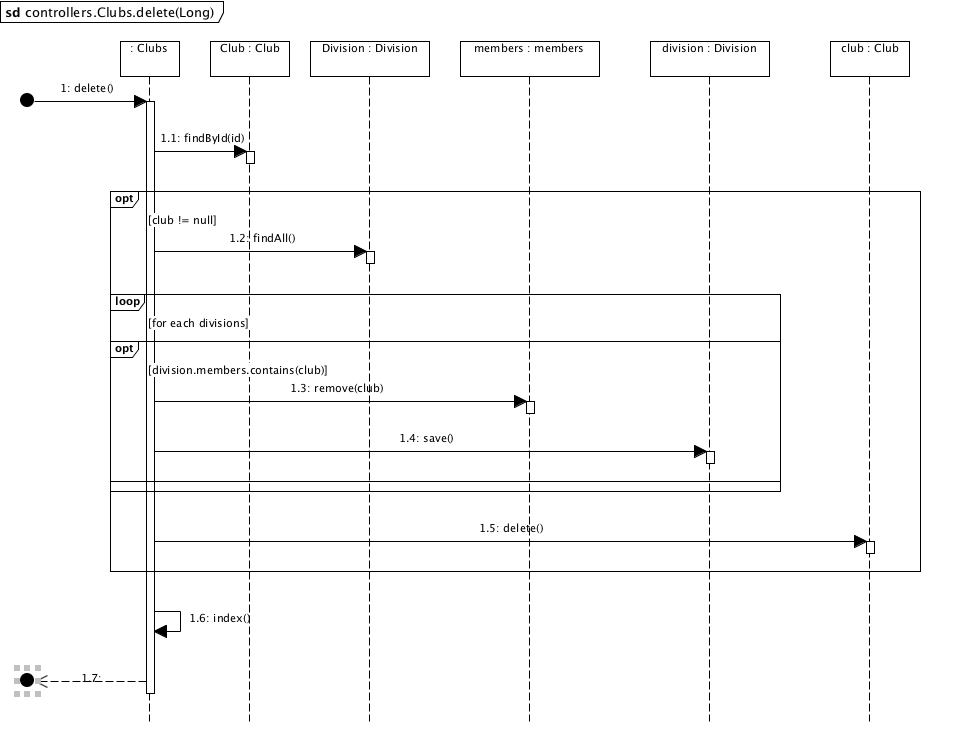 sd controllers.Clubs.delete(Long)
: Clubs
Club : Club
Division : Division
members : members
division : Division
club : Club
1: delete()
1.1: findById(id)
opt
[club != null]
1.2: findAll()
loop
[for each divisions]
opt
[division.members.contains(club)]
1.3: remove(club)
1.4: save()
1.5: delete()
1.6: index()
1.7: